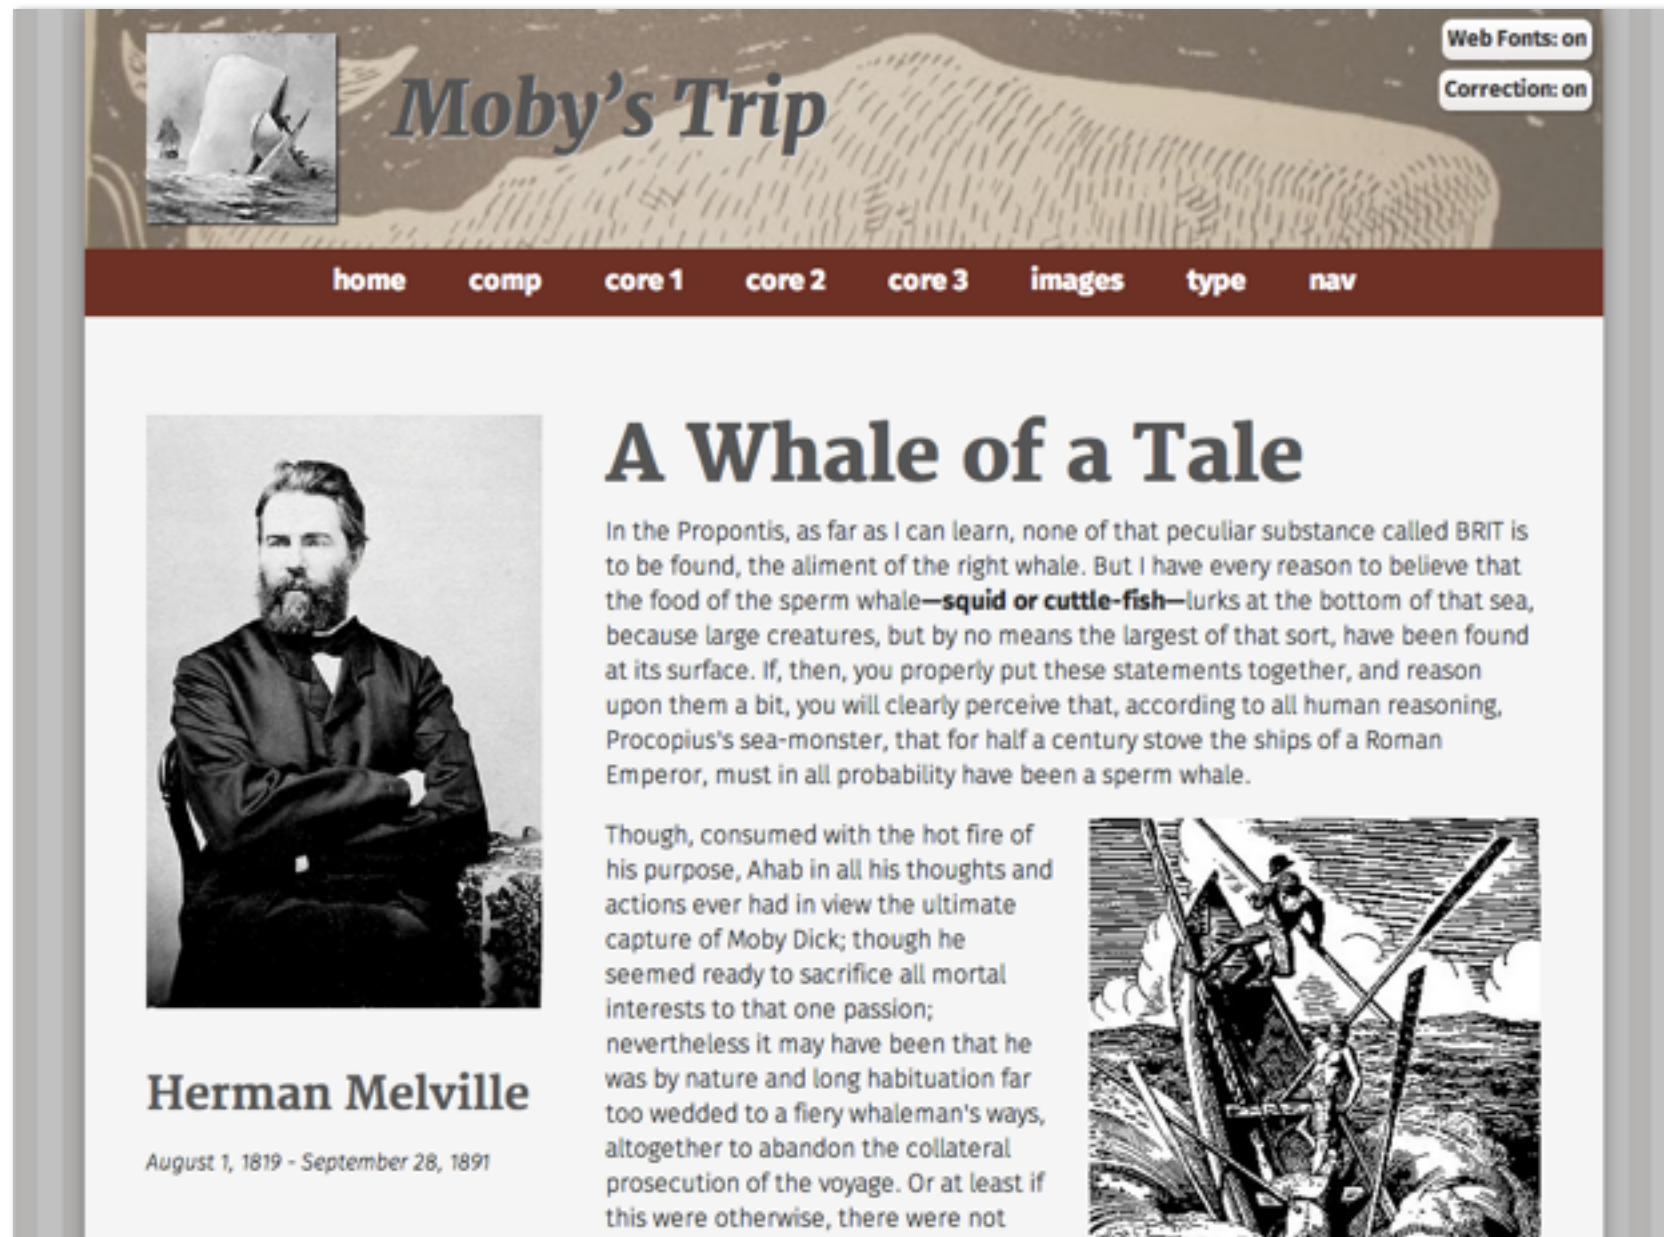 Moby’s Trip
Web Fonts: on
Correction: on
home comp core 1 core 2 core 3 images type nav
A Whale of a Tale
In the Propontis, as far as I can learn, none of that peculiar substance called BRIT is
to be found, the aliment of the right whale. But I have every reason to believe that
the food of the sperm whale—squid or cuttle-fish—lurks at the bottom of that sea,
because large creatures, but by no means the largest of that sort, have been found
at its surface. If, then, you properly put these statements together, and reason
upon them a bit, you will clearly perceive that, according to all human reasoning,
Procopius's sea-monster, that for half a century stove the ships of a Roman
Emperor, must in all probability have been a sperm whale.
Though, consumed with the hot fire of
his purpose, Ahab in all his thoughts and
actions ever had in view the ultimate
capture of Moby Dick; though he
seemed ready to sacrifice all mortal
interests to that one passion;
nevertheless it may have been that he
was by nature and long habituation far
too wedded to a fiery whaleman's ways,
altogether to abandon the collateral
prosecution of the voyage. Or at least if
this were otherwise, there were not
Herman Melville
August 1, 1819 - September 28, 1891